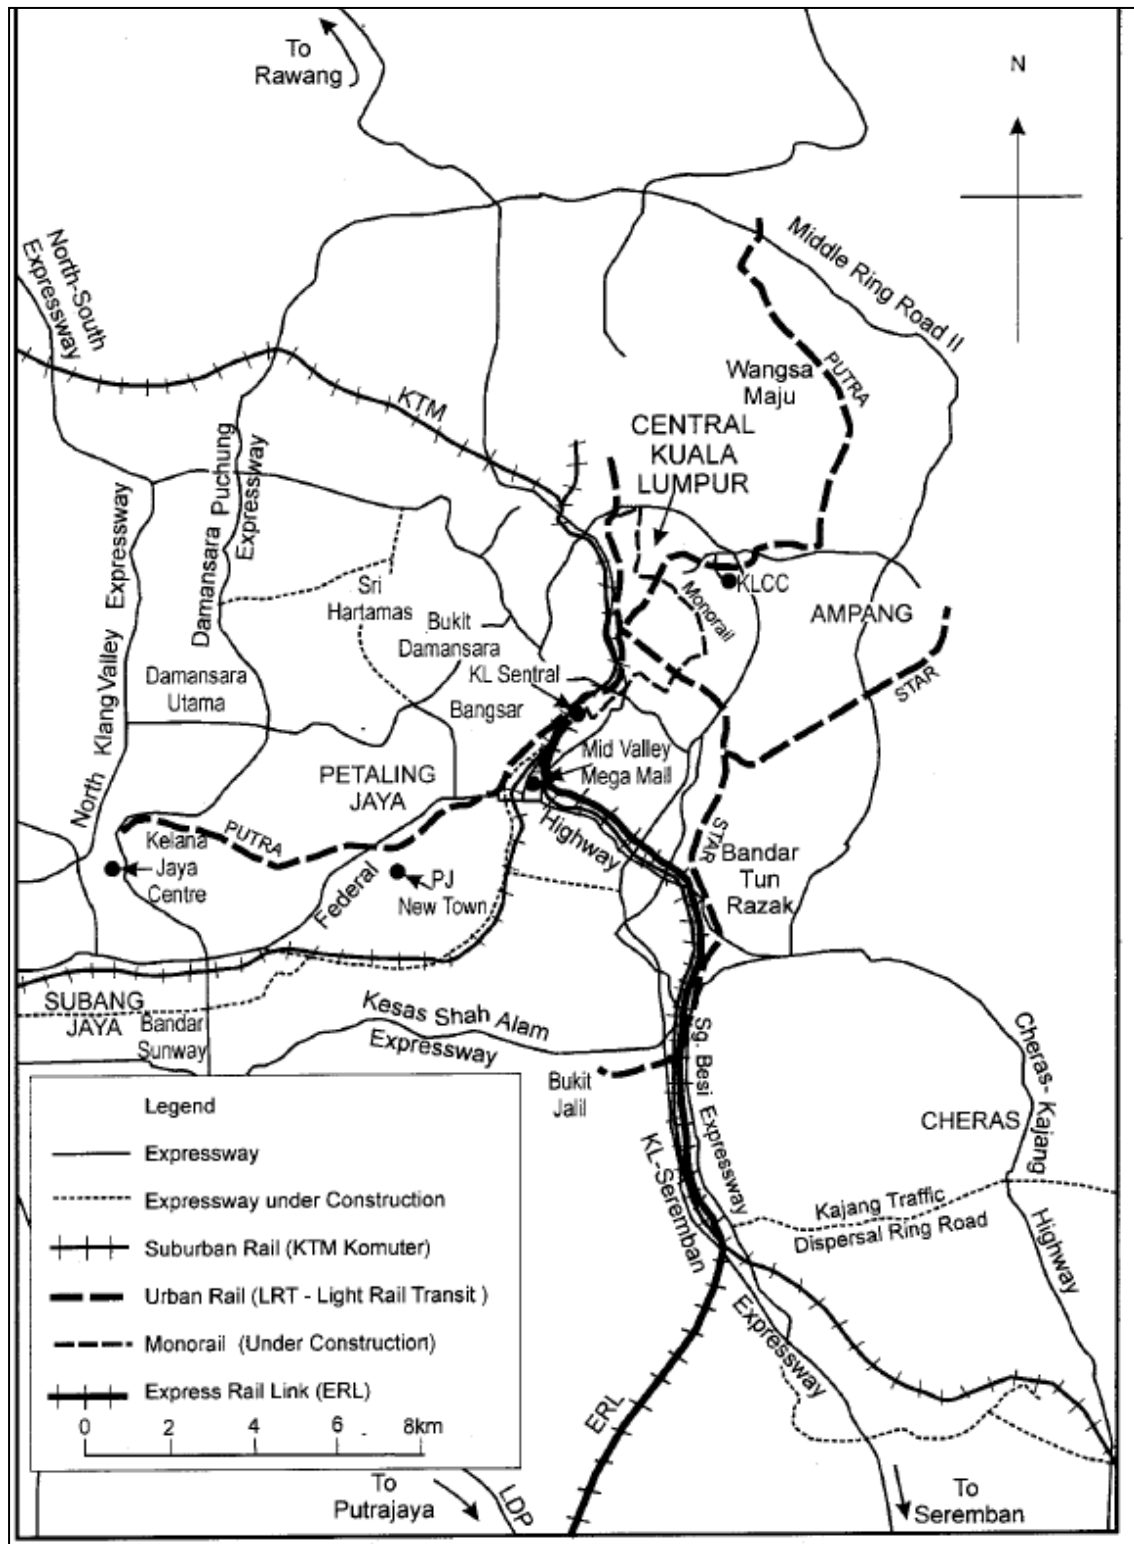 To
Rawang
N
North-South
Expressway
Middle Ring Road II
Wangsa
Maju
PUTRA
KTM
CENTRAL
KUALA
LUMPUR
Damansara Puchung
Expressway
North Klang Valley Expressway
Sri
Hartamas
Bukit
Damansara
KL Sentral
Monorail
KLCC
AMPANG
STAR
Damansara
Utama
Bangsar
Mid Valley
Mega Mall
PETALING
JAYA
PUTRA
Kelana
Jaya
Centre
Federal
Highway
PJ
New Town
STAR
Bandar
Tun
Razak
SUBANG
JAYA
Bandar
Sunway
Kesas Shah Alam
Expressway
Bukit
Jalil
Sg. Besi Expressway
KL-Seremban
Expressway
CHERAS
Cheras-Kajang
Highway
Kajang Traffic
Dispersal Ring Road
Legend
Expressway
Expressway under Construction
Suburban Rail (KTM Komuter)
Urban Rail (LRT - Light Rail Transit )
Monorail (Under Construction)
Express Rail Link (ERL)
0 2 4 6 8km
ERL
To
Putrajaya
LDP
To
Seremban